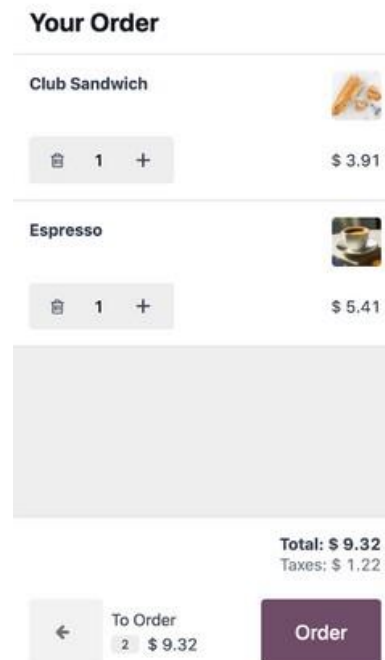 Your Order
Club Sandwich
1 +
$ 3.91
Espresso
1 +
$ 5.41
Total: $ 9.32
Taxes: $ 1.22
To Order
2 $ 9.32
Order